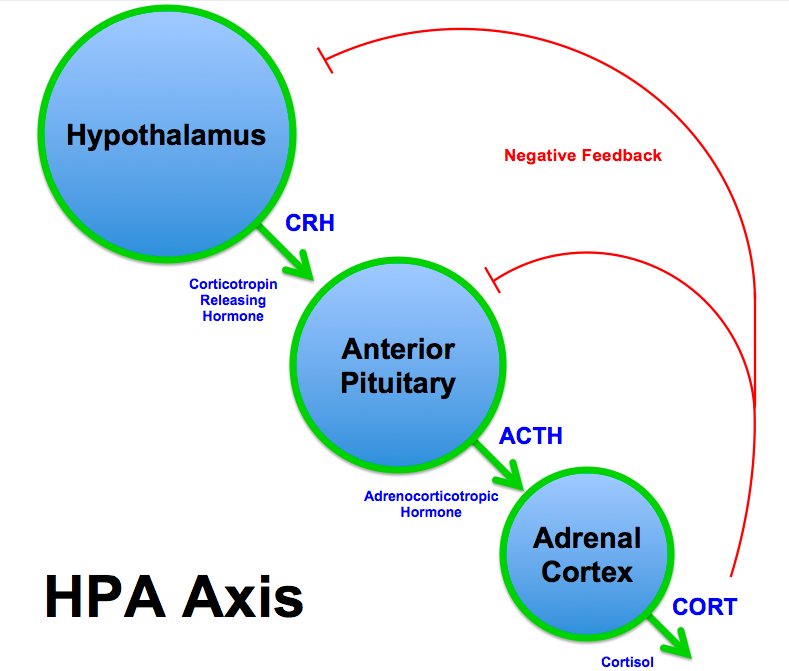 Hypothalamus
Negative Feedback
CRH
Corticotropin
Releasing
Hormone
Anterior
Pituitary
ACTH
Adrenocorticotropic
Hormone
Adrenal
Cortex
HPA Axis
CORT
Cortisol